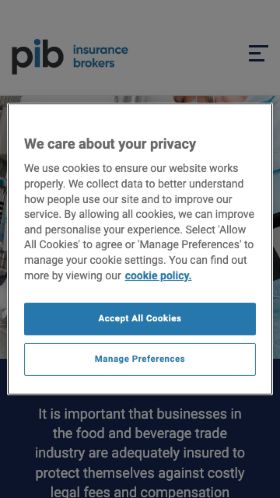 pib insurance
brokers
We care about your privacy
We use cookies to ensure our website works
properly. We collect data to better understand
how people use our site and to improve our
service. By allowing all cookies, we can improve
and personalise your experience. Select 'Allow
All Cookies' to agree or 'Manage Preferences' to
manage your cookie settings. You can find out
more by viewing our cookie policy.
Accept All Cookies
Manage Preferences
It is important that businesses in
the food and beverage trade
industry are adequately insured to
protect themselves against costly
legal fees and compensation